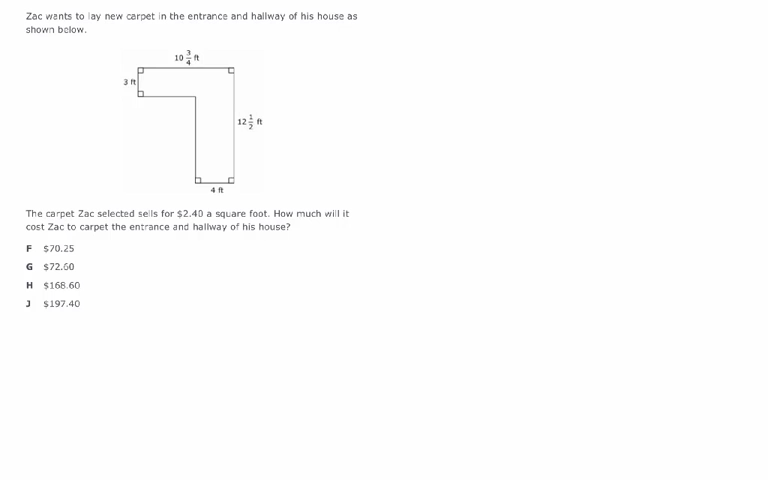 Zac wants to lay new carpet in the entrance and hallway of his house as
shown below.
10 3/4 ft
3 ft
12 1/2 ft
4 ft
The carpet Zac selected sells for $2.40 a square foot. How much will it
cost Zac to carpet the entrance and hallway of his house?
F $70.25
G $72.60
H $168.60
J $197.40